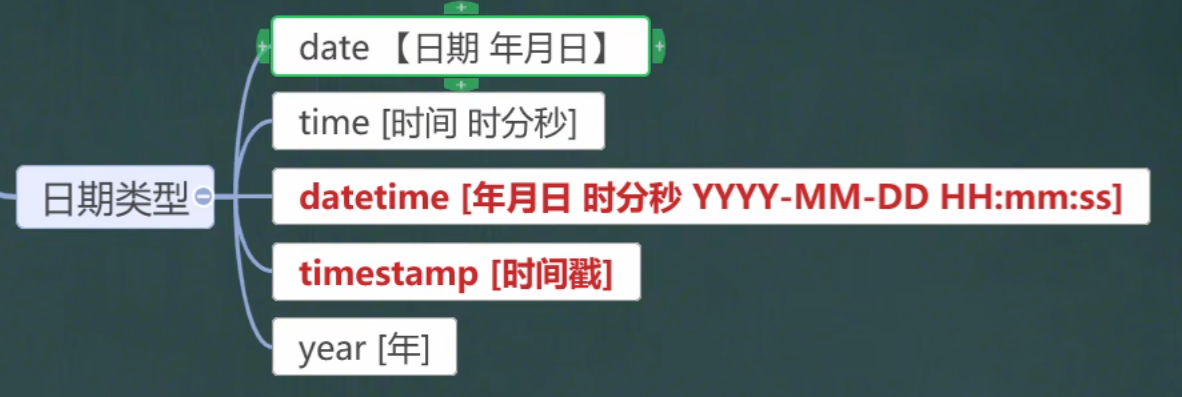 date 【日期 年月日】
time [时间 时分秒]
日期类型
datetime [年月日 时分秒 YYYY-MM-DD HH:mm:ss]
timestamp [时间戳]
year [年]